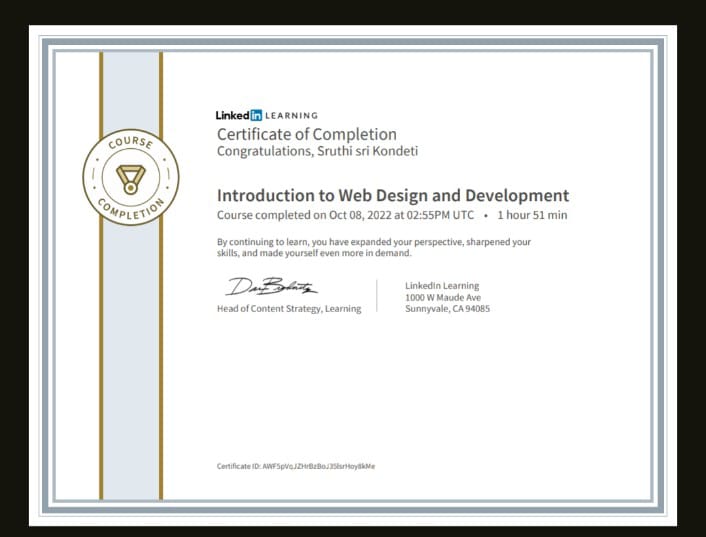 Linked in LEARNING
Certificate of Completion
Congratulations, Sruthi sri Kondeti
COURSE
COMPLETION
Introduction to Web Design and Development
Course completed on Oct 08, 2022 at 02:55PM UTC • 1 hour 51 min
By continuing to learn, you have expanded your perspective, sharpened your
skills, and made yourself even more in demand.
Head of Content Strategy, Learning
LinkedIn Learning
1000 W Maude Ave
Sunnyvale, CA 94085
Certificate ID: